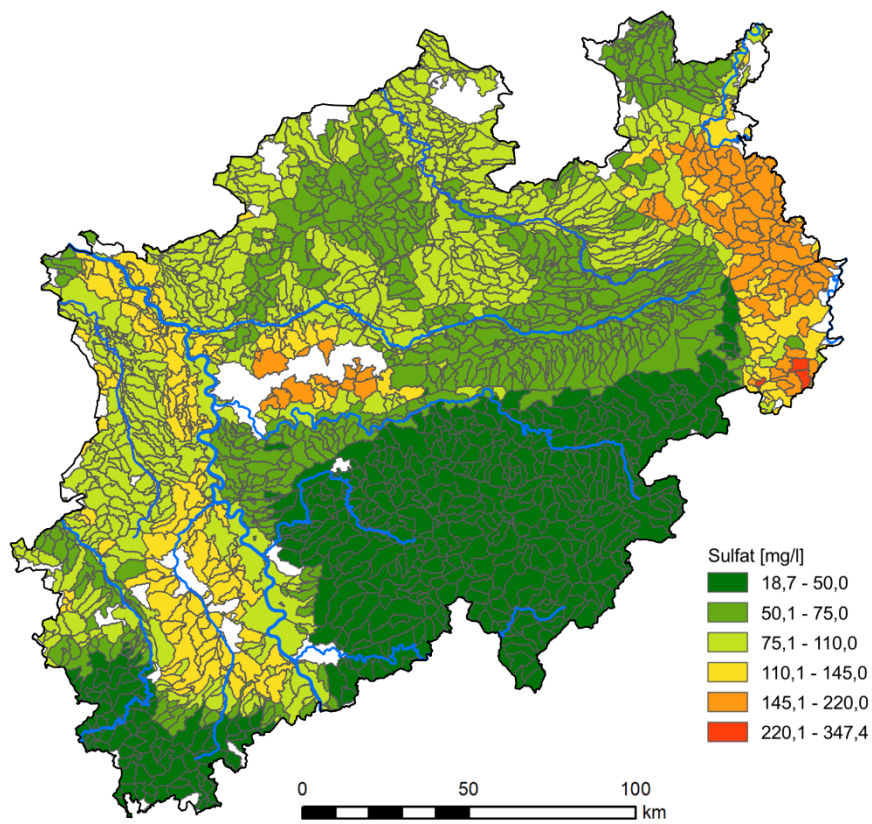 Sulfat [mg/l]
18,7 - 50,0
50,1 - 75,0
75,1 - 110,0
110,1 - 145,0
145,1 - 220,0
220,1 - 347,4
0 50 100
km